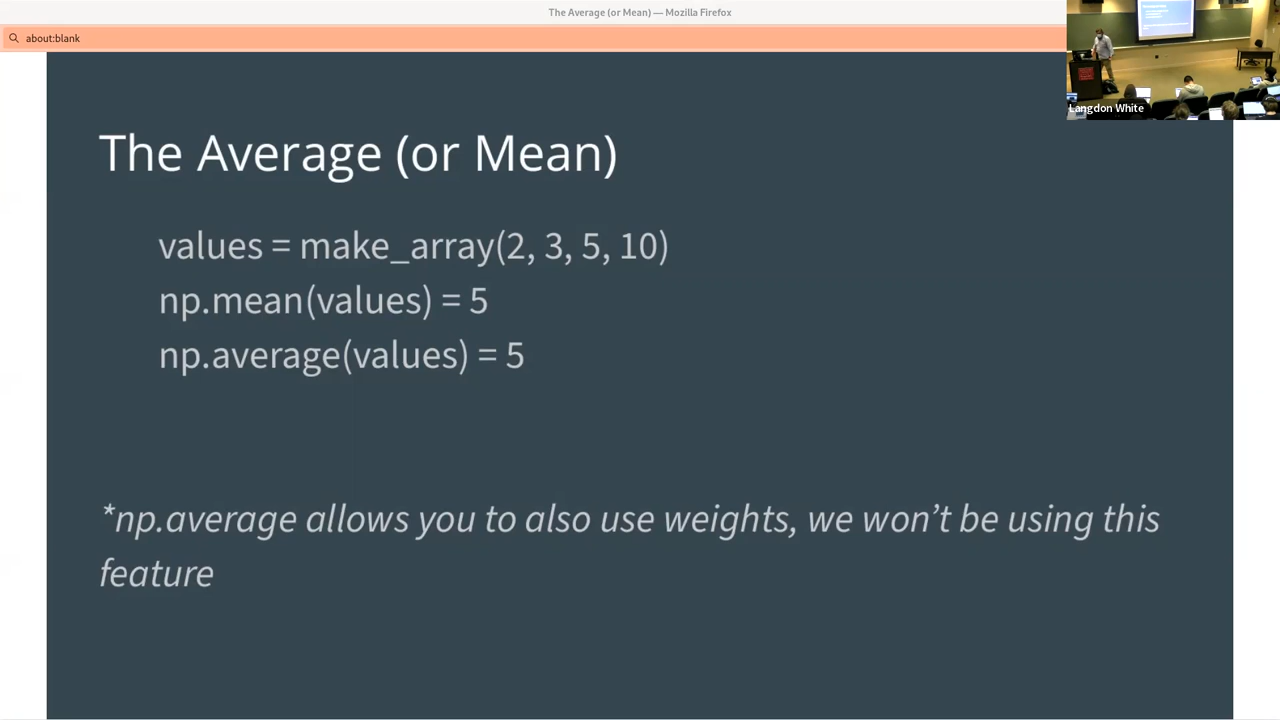 The Average (or Mean) — Mozilla Firefox
about:blank
Langdon White
The Average (or Mean)
values = make_array(2, 3, 5, 10)
np.mean(values) = 5
np.average(values) = 5
*np.average allows you to also use weights, we won’t be using this
feature